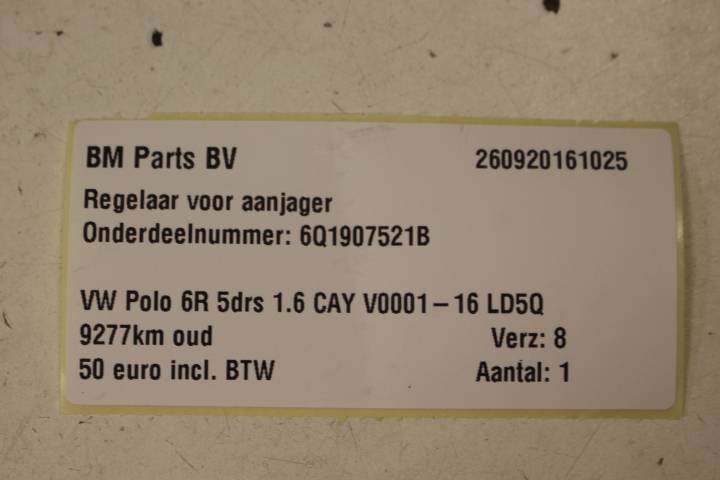 BM Parts BV 260920161025
Regelaar voor aanjager
Onderdeelnummer: 6Q1907521B
VW Polo 6R 5drs 1.6 CAY V0001-16 LD5Q
9277km oud Verz: 8
50 euro incl. BTW Aantal: 1